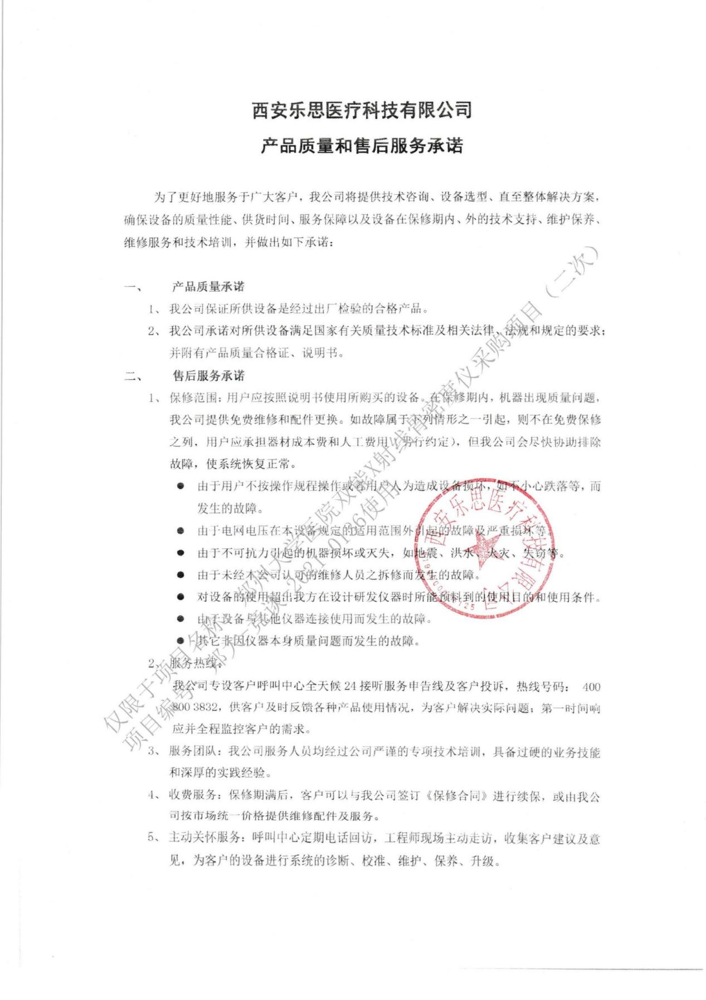 西安乐思医疗科技有限公司
产品质量和售后服务承诺
为了更好地服务于广大客户，我公司将提供技术咨询、设备选型、直至整体解决方案，
确保设备的质量性能、供货时间、服务保障以及设备在保修期内、外的技术支持、维护保养、
维修服务和技术培训，并做出如下承诺：
一、 产品质量承诺
1、 我公司保证所供设备是经过出厂检验的合格产品。
2、 我公司承诺对所供设备满足国家有关质量技术标准及相关法律、法规和规定的要求；
并附有产品质量合格证、说明书。
二、 售后服务承诺
1、 保修范围：用户应按照说明书使用所购买的设备。在保修期内，机器出现质量问题，
我公司提供免费维修和配件更换。如故障属于下列情形之一引起，则不在免费保修
之列，用户应承担器材成本费和人工费用（另行约定），但我公司会尽快协助排除
故障，使系统恢复正常。
● 由于用户不按操作规程操作或者用户人为造成设备损坏，如不小心跌落等，而
发生的故障。
● 由于电网电压在本设备规定的适用范围外引起的故障及严重损坏等。
● 由于不可抗力引起的机器损坏或灭失，如地震、洪水、火灾、失窃等。
● 由于未经本公司认可的维修人员之拆修而发生的故障。
● 对设备的使用超出我方在设计研发仪器时所能预料到的使用目的和使用条件。
● 由于设备与其他仪器连接使用而发生的故障。
● 其它非因仪器本身质量问题而发生的故障。
2、 服务热线：
我公司专设客户呼叫中心全天候 24 接听服务申告线及客户投诉，热线号码： 400
800 3832，供客户及时反馈各种产品使用情况，为客户解决实际问题；第一时间响
应并全程监控客户的需求。
3、 服务团队：我公司服务人员均经过公司严谨的专项技术培训，具备过硬的业务技能
和深厚的实践经验。
4、 收费服务：保修期满后，客户可以与我公司签订《保修合同》进行续保，或由我公
司按市场统一价格提供维修配件及服务。
5、 主动关怀服务：呼叫中心定期电话回访，工程师现场主动走访，收集客户建议及意
见，为客户的设备进行系统的诊断、校准、维护、保养、升级。
仅限于项目名称：郑州大学医院双能X射线骨密度仪采购项目（二次）
项目编号：郑大-竞谈-2021-0136使用
西安乐思医疗科技有限公司